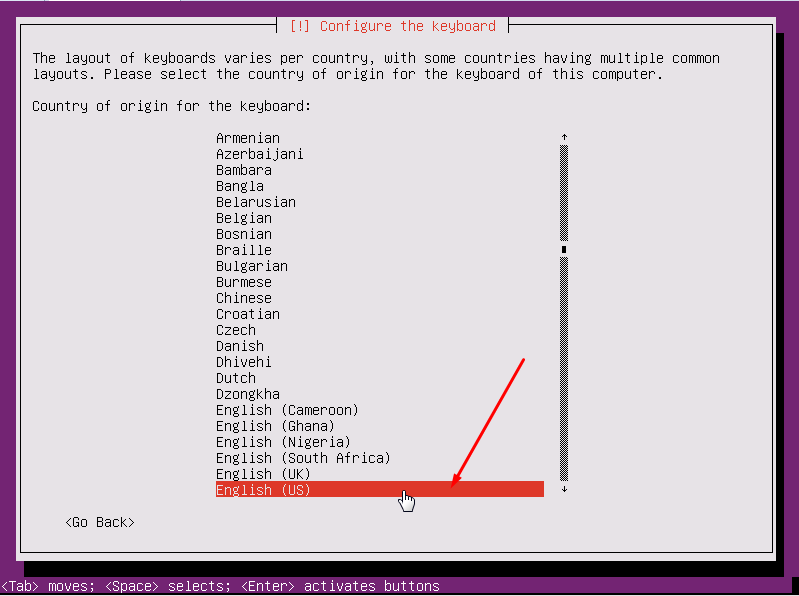 [!] Configure the keyboard
The layout of keyboards varies per country, with some countries having multiple common
layouts. Please select the country of origin for the keyboard of this computer.
Country of origin for the keyboard:
Armenian
Azerbaijani
Bambara
Bangla
Belarusian
Belgian
Bosnian
Braille
Bulgarian
Burmese
Chinese
Croatian
Czech
Danish
Dhivehi
Dutch
Dzongkha
English (Cameroon)
English (Ghana)
English (Nigeria)
English (South Africa)
English (UK)
English (US)
<Go Back>
<Tab> moves; <Space> selects; <Enter> activates buttons